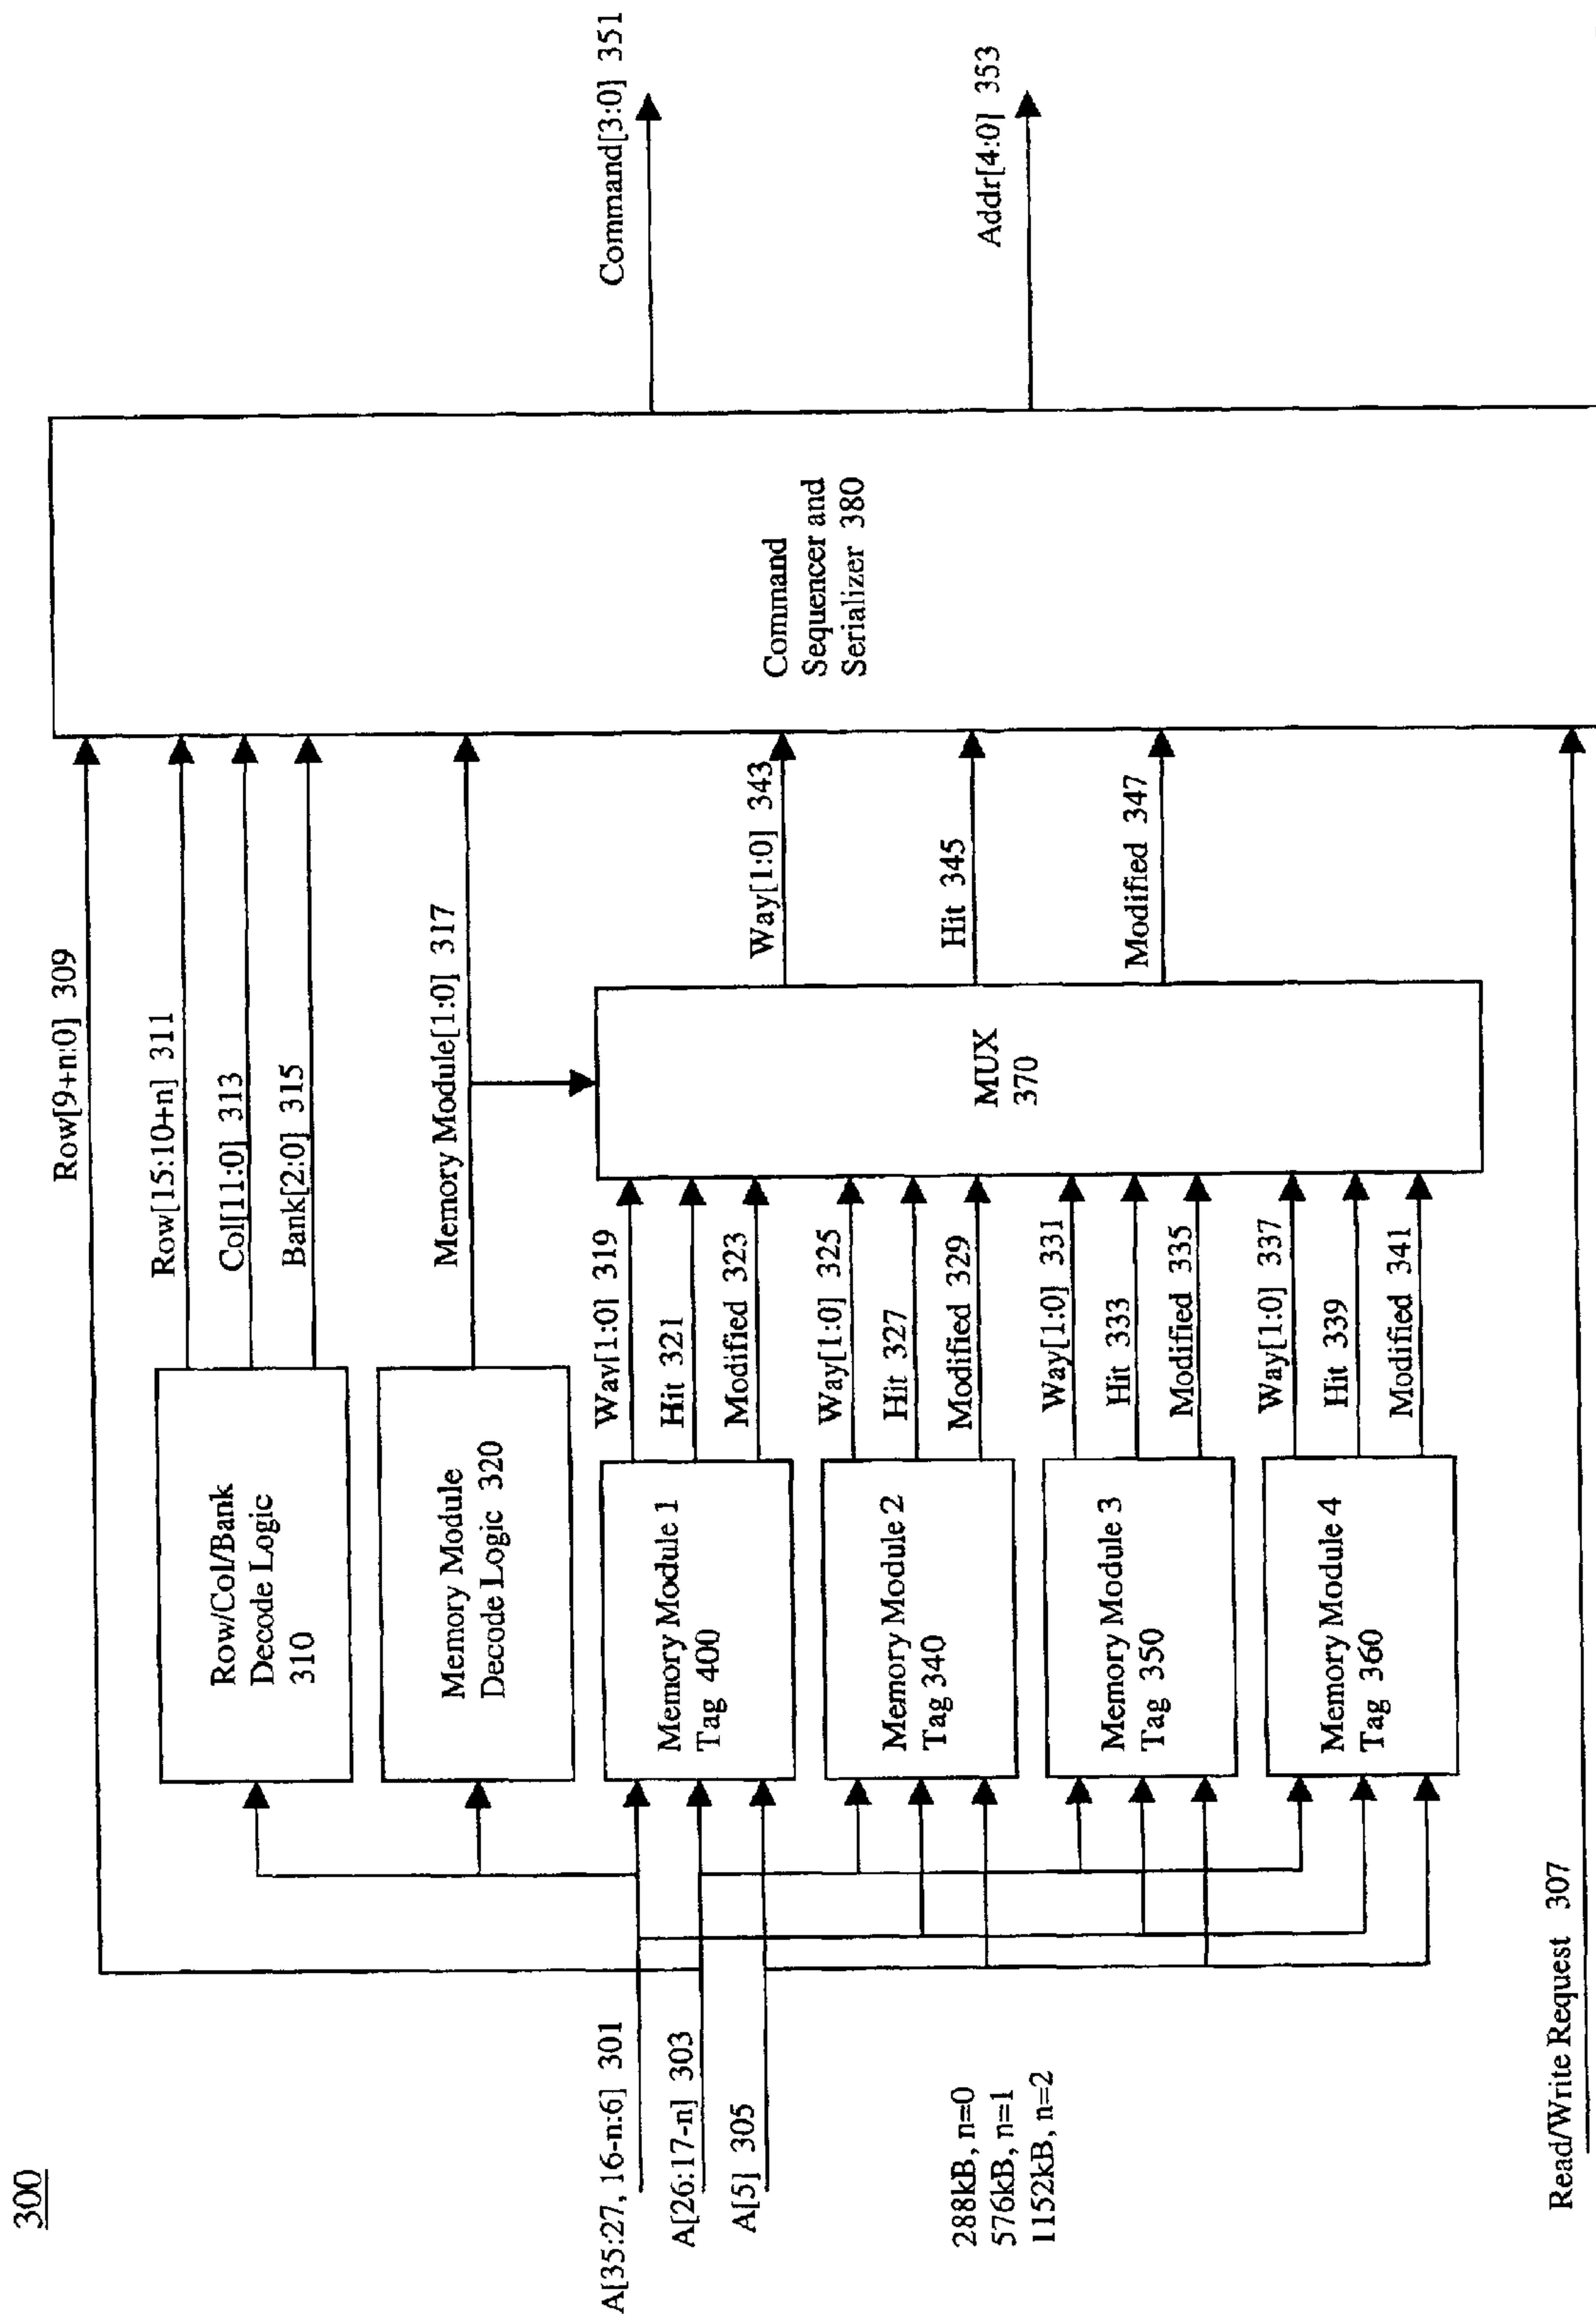 300
Row[9+n:0] 309
Row[15:10+n] 311
Col[11:0] 313
Bank[2:0] 315
Memory Module[1:0] 317
Row/Col/Bank
Decode Logic
310
Memory Module
Decode Logic 320
Memory Module 1
Tag 400
Memory Module 2
Tag 340
Memory Module 3
Tag 350
Memory Module 4
Tag 360
Way[1:0] 319
Hit 321
Modified 323
Way[1:0] 325
Hit 327
Modified 329
Way[1:0] 331
Hit 333
Modified 335
Way[1:0] 337
Hit 339
Modified 341
MUX
370
Way[1:0] 343
Hit 345
Modified 347
Command
Sequencer and
Serializer 380
Command[3:0] 351
Addr[4:0] 353
A[35:27, 16-n:6] 301
A[26:17-n] 303
A[5] 305
288kB, n=0
576kB, n=1
1152kB, n=2
Read/Write Request 307